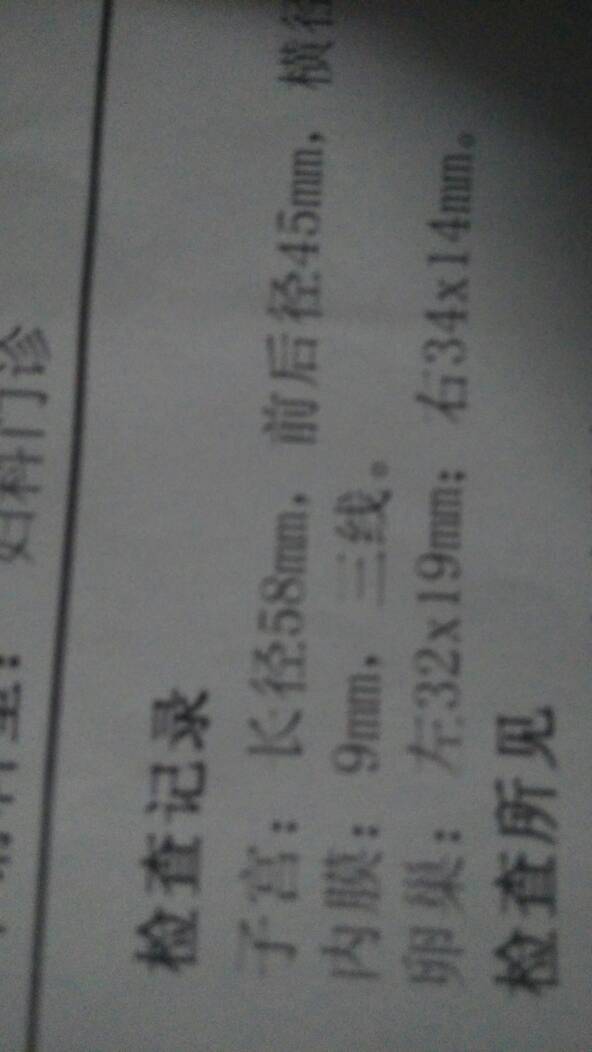 妇科门诊
检查记录
子宫: 长径58mm, 前后径45mm, 横径
内膜: 9mm, 三线。
卵巢: 左32x19mm; 右34x14mm。
检查所见